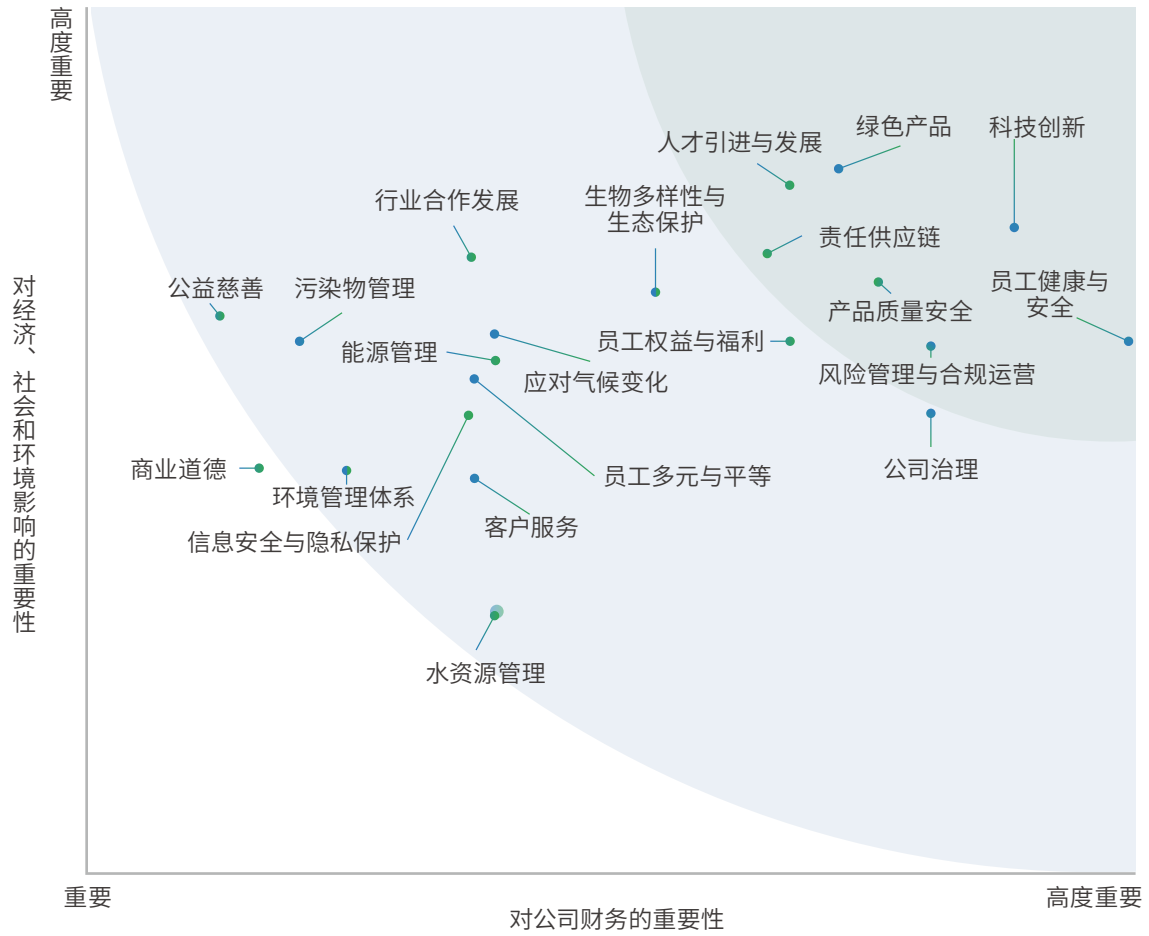 高度重要
对经济、社会和环境影响的重要性
人才引进与发展
绿色产品
科技创新
行业合作发展
生物多样性与
生态保护
责任供应链
公益慈善
污染物管理
产品质量安全
员工健康与
安全
能源管理
员工权益与福利
应对气候变化
风险管理与合规运营
商业道德
环境管理体系
员工多元与平等
公司治理
信息安全与隐私保护
客户服务
水资源管理
重要
高度重要
对公司财务的重要性